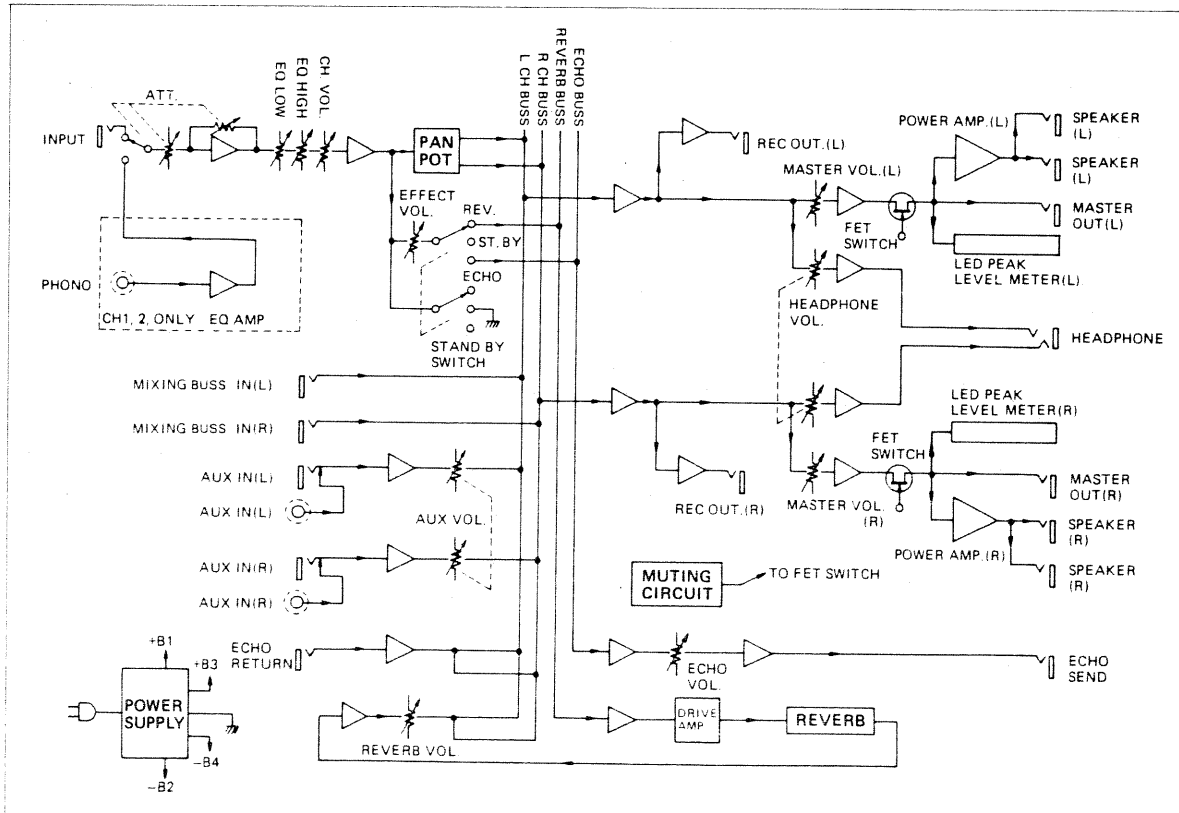 L CH BUSS
R CH BUSS
REVERB BUSS
ECHO BUSS
ATT.
EQ LOW
EQ HIGH
CH. VOL.
INPUT
PAN
POT
EFFECT
VOL.
REV.
ST. BY
ECHO
STAND BY
SWITCH
PHONO
CH1, 2, ONLY EQ AMP
MIXING BUSS IN(L)
MIXING BUSS IN(R)
AUX IN(L)
AUX IN(L)
AUX VOL.
AUX IN(R)
AUX IN(R)
ECHO
RETURN
REVERB VOL
+B1
+B3
POWER
SUPPLY
−B4
−B2
REC OUT.(L)
MASTER VOL.(L)
POWER AMP.(L)
SPEAKER
(L)
SPEAKER
(L)
MASTER
OUT(L)
FET
SWITCH
LED PEAK
LEVEL METER(L)
HEADPHONE
VOL.
HEADPHONE
LED PEAK
LEVEL METER(R)
FET
SWITCH
REC OUT.(R)
MASTER VOL.
(R)
MASTER
OUT(R)
SPEAKER
(R)
POWER AMP.(R)
SPEAKER
(R)
MUTING
CIRCUIT
TO FET SWITCH
ECHO
VOL.
ECHO
SEND
DRIVE
AMP
REVERB